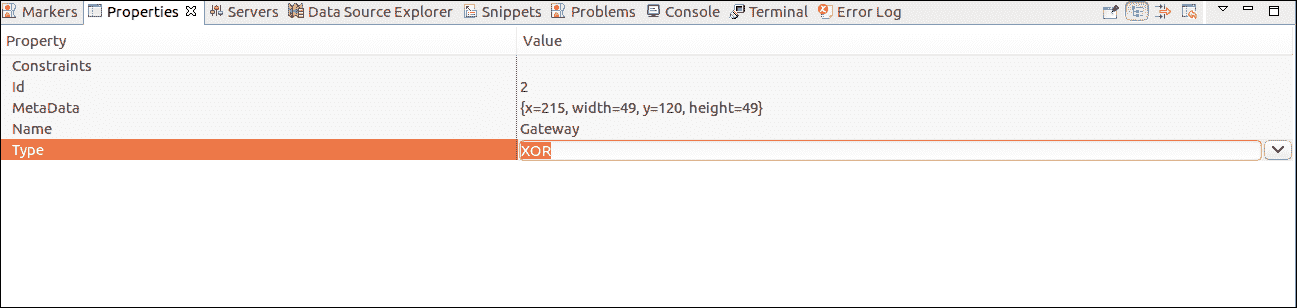 Markers Properties Servers Data Source Explorer Snippets Problems Console Terminal Error Log
Property Value
Constraints
Id 2
MetaData {x=215, width=49, y=120, height=49}
Name Gateway
Type XOR